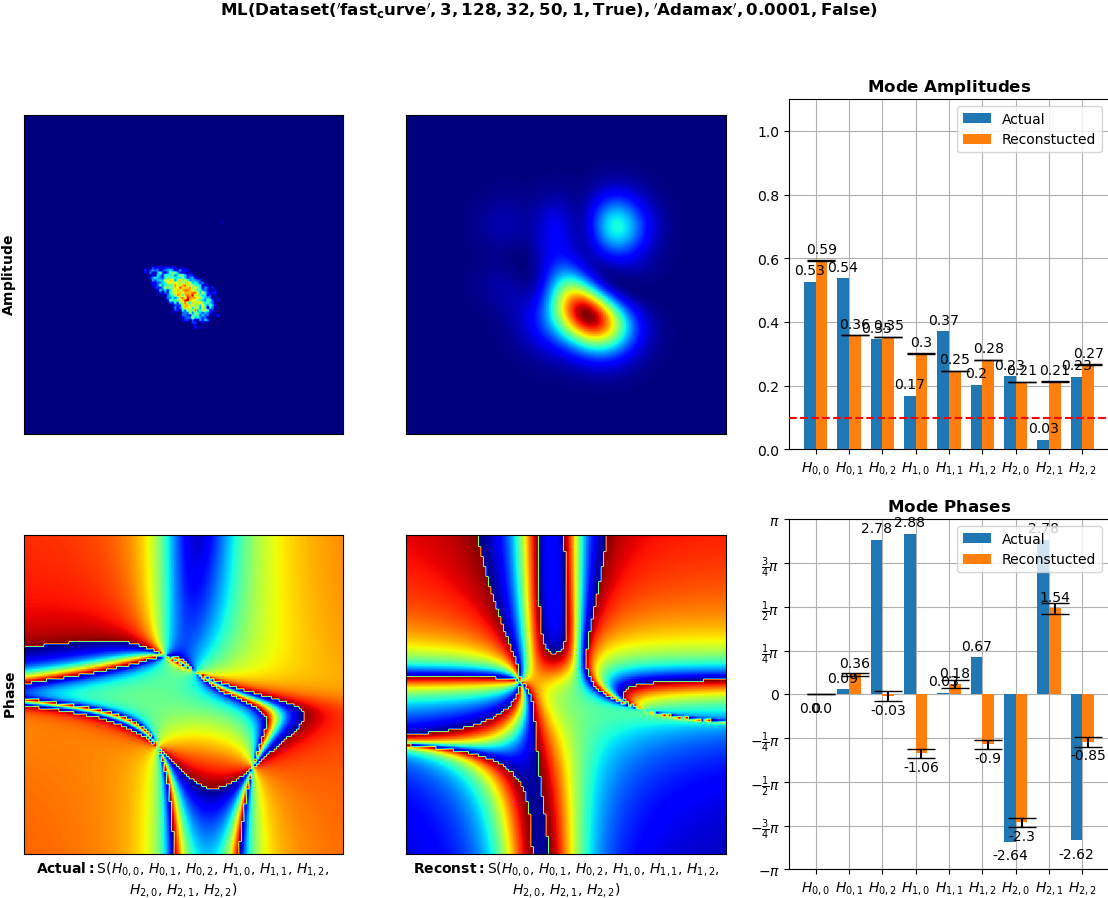 ML(Dataset('fast_curve', 3, 128, 32, 50, 1, True), 'Adamax', 0.0001, False)
Mode Amplitudes
Actual
Reconstucted
1.0
0.8
0.6
0.4
0.2
0.0
0.53 0.59 0.54 0.36 0.35 0.35 0.17 0.3 0.37 0.25 0.2 0.28 0.23 0.21 0.03 0.21 0.23 0.27
H0,0 H0,1 H0,2 H1,0 H1,1 H1,2 H2,0 H2,1 H2,2
Amplitude
Mode Phases
Actual
Reconstucted
π
3/4π
1/2π
1/4π
0
−1/4π
−1/2π
−3/4π
−π
0.0 0.0 0.09 0.36 2.78 -0.03 2.88 -1.06 0.18 0.67 -0.9 -2.64 -2.3 2.78 1.54 -2.62 -0.85
H0,0 H0,1 H0,2 H1,0 H1,1 H1,2 H2,0 H2,1 H2,2
Phase
Actual: S(H0,0, H0,1, H0,2, H1,0, H1,1, H1,2,
H2,0, H2,1, H2,2)
Reconst: S(H0,0, H0,1, H0,2, H1,0, H1,1, H1,2,
H2,0, H2,1, H2,2)